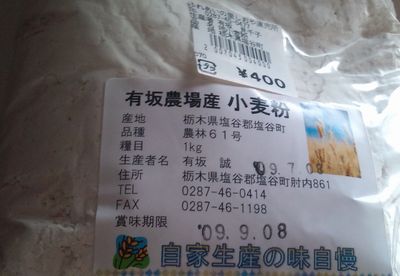 ¥400
有坂農場産 小麦粉
産地 栃木県塩谷郡塩谷町
品種 農林61号
糧目 1kg
生産者名 有坂 誠 09.7.08
住所 栃木県塩谷郡塩谷町肘内861
TEL 0287-46-0414
FAX 0287-46-1198
賞味期限 09.9.08
自家生産の味自慢